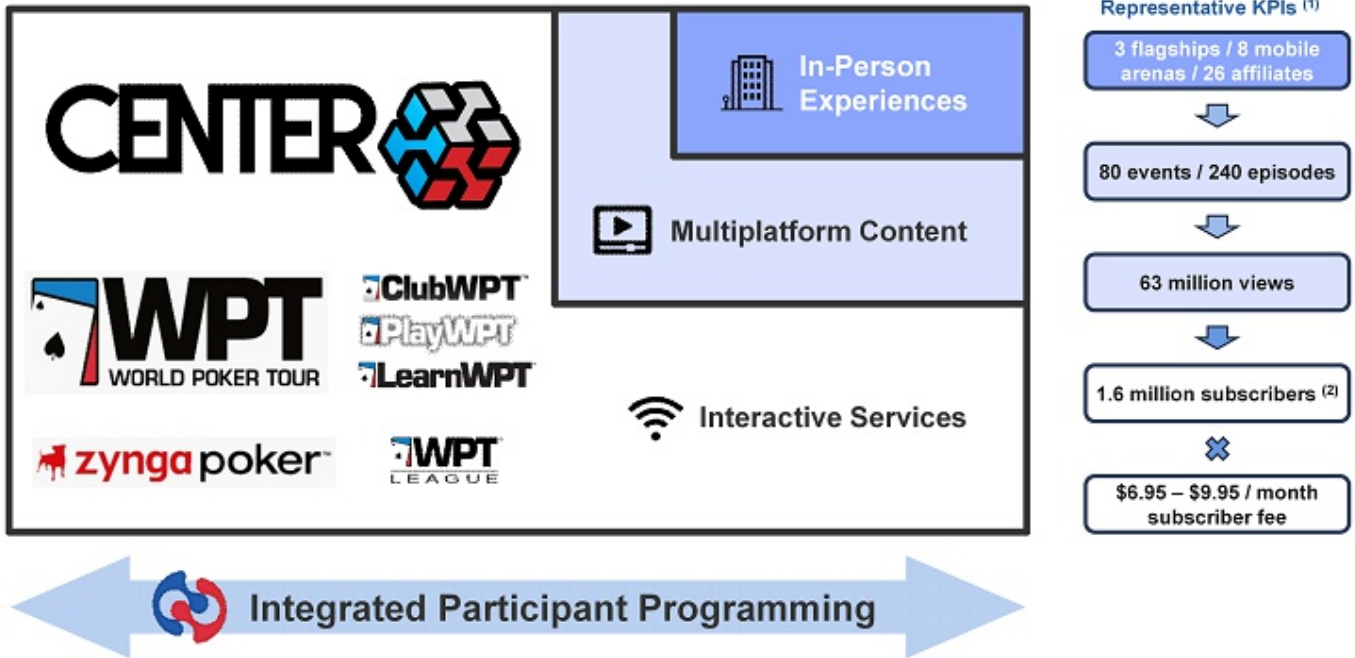 CENTER
In-Person
Experiences
Multiplatform Content
WPT
WORLD POKER TOUR
ClubWPT™
PlayWPT
LearnWPT
zynga poker™
WPT
LEAGUE
Interactive Services
Integrated Participant Programming
Representative KPIs (1)
3 flagships / 8 mobile
arenas / 26 affiliates
80 events / 240 episodes
63 million views
1.6 million subscribers (2)
$6.95 – $9.95 / month
subscriber fee